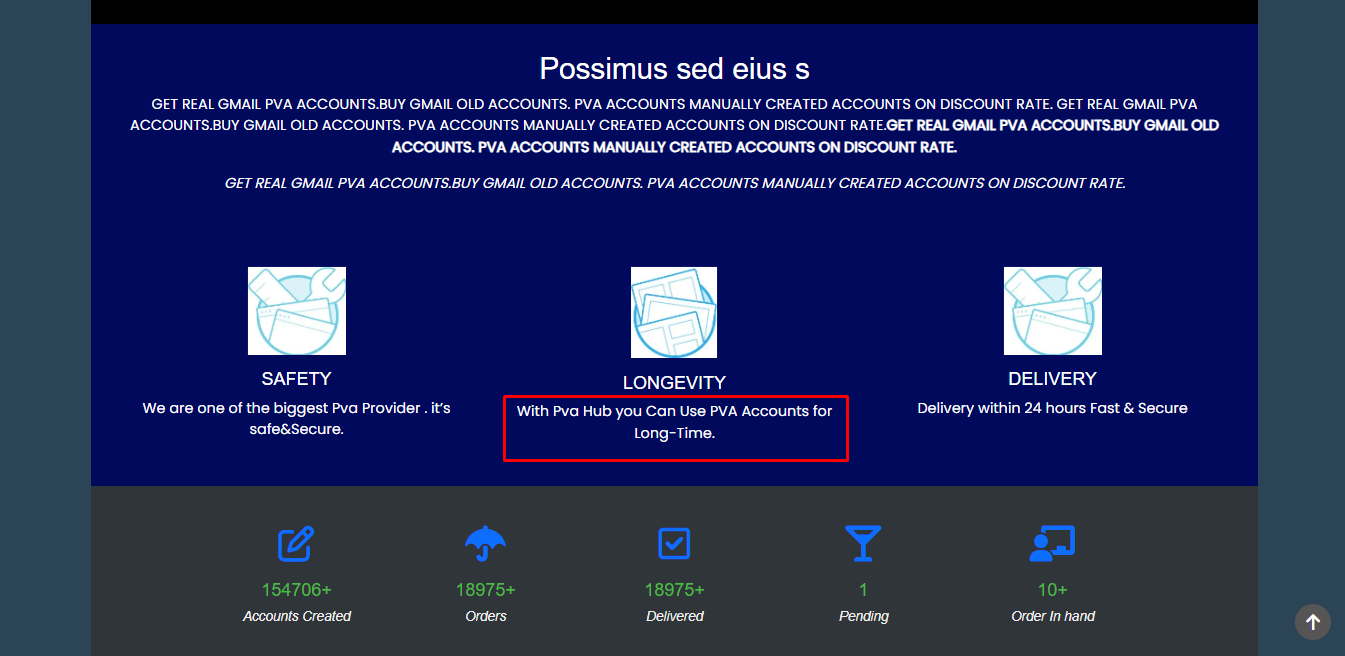 Possimus sed eius s
GET REAL GMAIL PVA ACCOUNTS.BUY GMAIL OLD ACCOUNTS. PVA ACCOUNTS MANUALLY CREATED ACCOUNTS ON DISCOUNT RATE. GET REAL GMAIL PVA
ACCOUNTS.BUY GMAIL OLD ACCOUNTS. PVA ACCOUNTS MANUALLY CREATED ACCOUNTS ON DISCOUNT RATE.GET REAL GMAIL PVA ACCOUNTS.BUY GMAIL OLD
ACCOUNTS. PVA ACCOUNTS MANUALLY CREATED ACCOUNTS ON DISCOUNT RATE.
GET REAL GMAIL PVA ACCOUNTS.BUY GMAIL OLD ACCOUNTS. PVA ACCOUNTS MANUALLY CREATED ACCOUNTS ON DISCOUNT RATE.
SAFETY
We are one of the biggest Pva Provider . it's
safe&Secure.
LONGEVITY
With Pva Hub you Can Use PVA Accounts for
Long-Time.
DELIVERY
Delivery within 24 hours Fast & Secure
154706+
Accounts Created
18975+
Orders
18975+
Delivered
1
Pending
10+
Order In hand